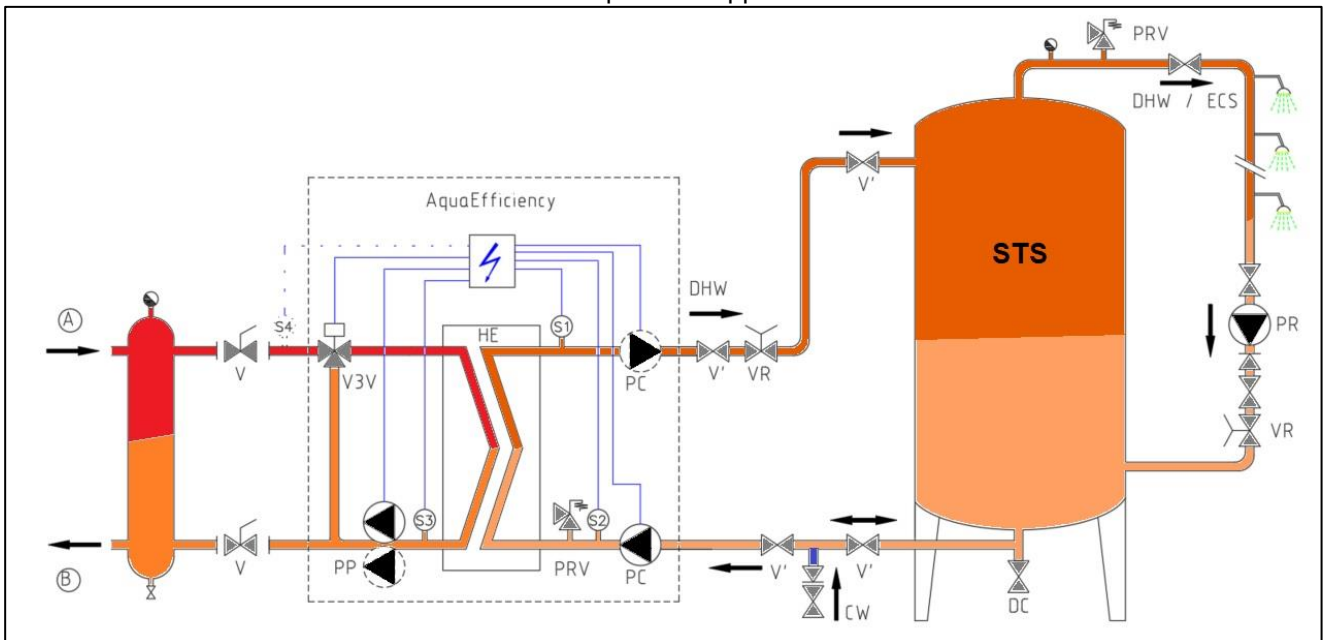 PRV
DHW / ECS
V'
AquaEfficiency
STS
DHW
A
S4
HE
S1
PR
V
V3V
PC
V'
VR
VR
S3
PRV
S2
B
V
PP
PC
V'
V'
CW
DC